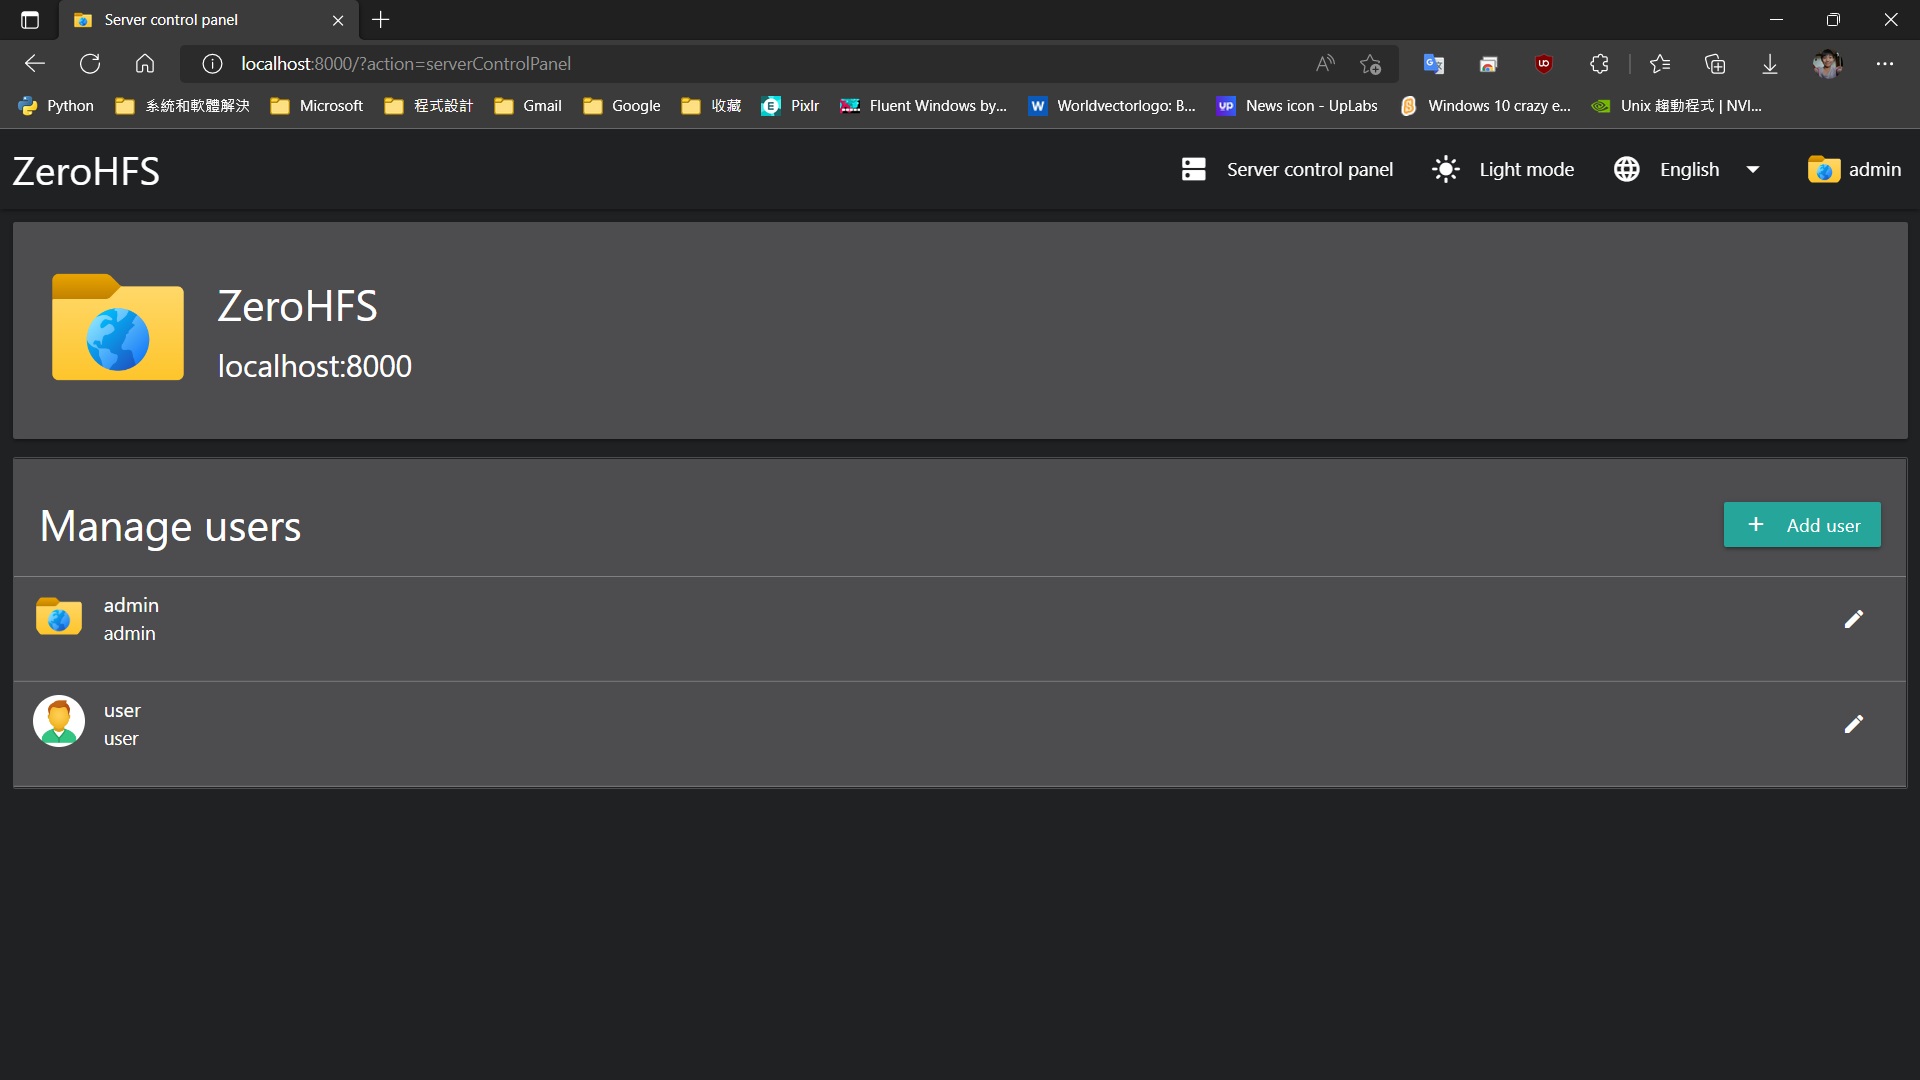 Server control panel
localhost:8000/?action=serverControlPanel
Python 系統和軟體解決 Microsoft 程式設計 Gmail Google 收藏 Pixlr Fluent Windows by... Worldvectorlogo: B... News icon - UpLabs Windows 10 crazy e... Unix 趨動程式 | NVI...
ZeroHFS Server control panel Light mode English admin
ZeroHFS
localhost:8000
Manage users + Add user
admin
admin
user
user